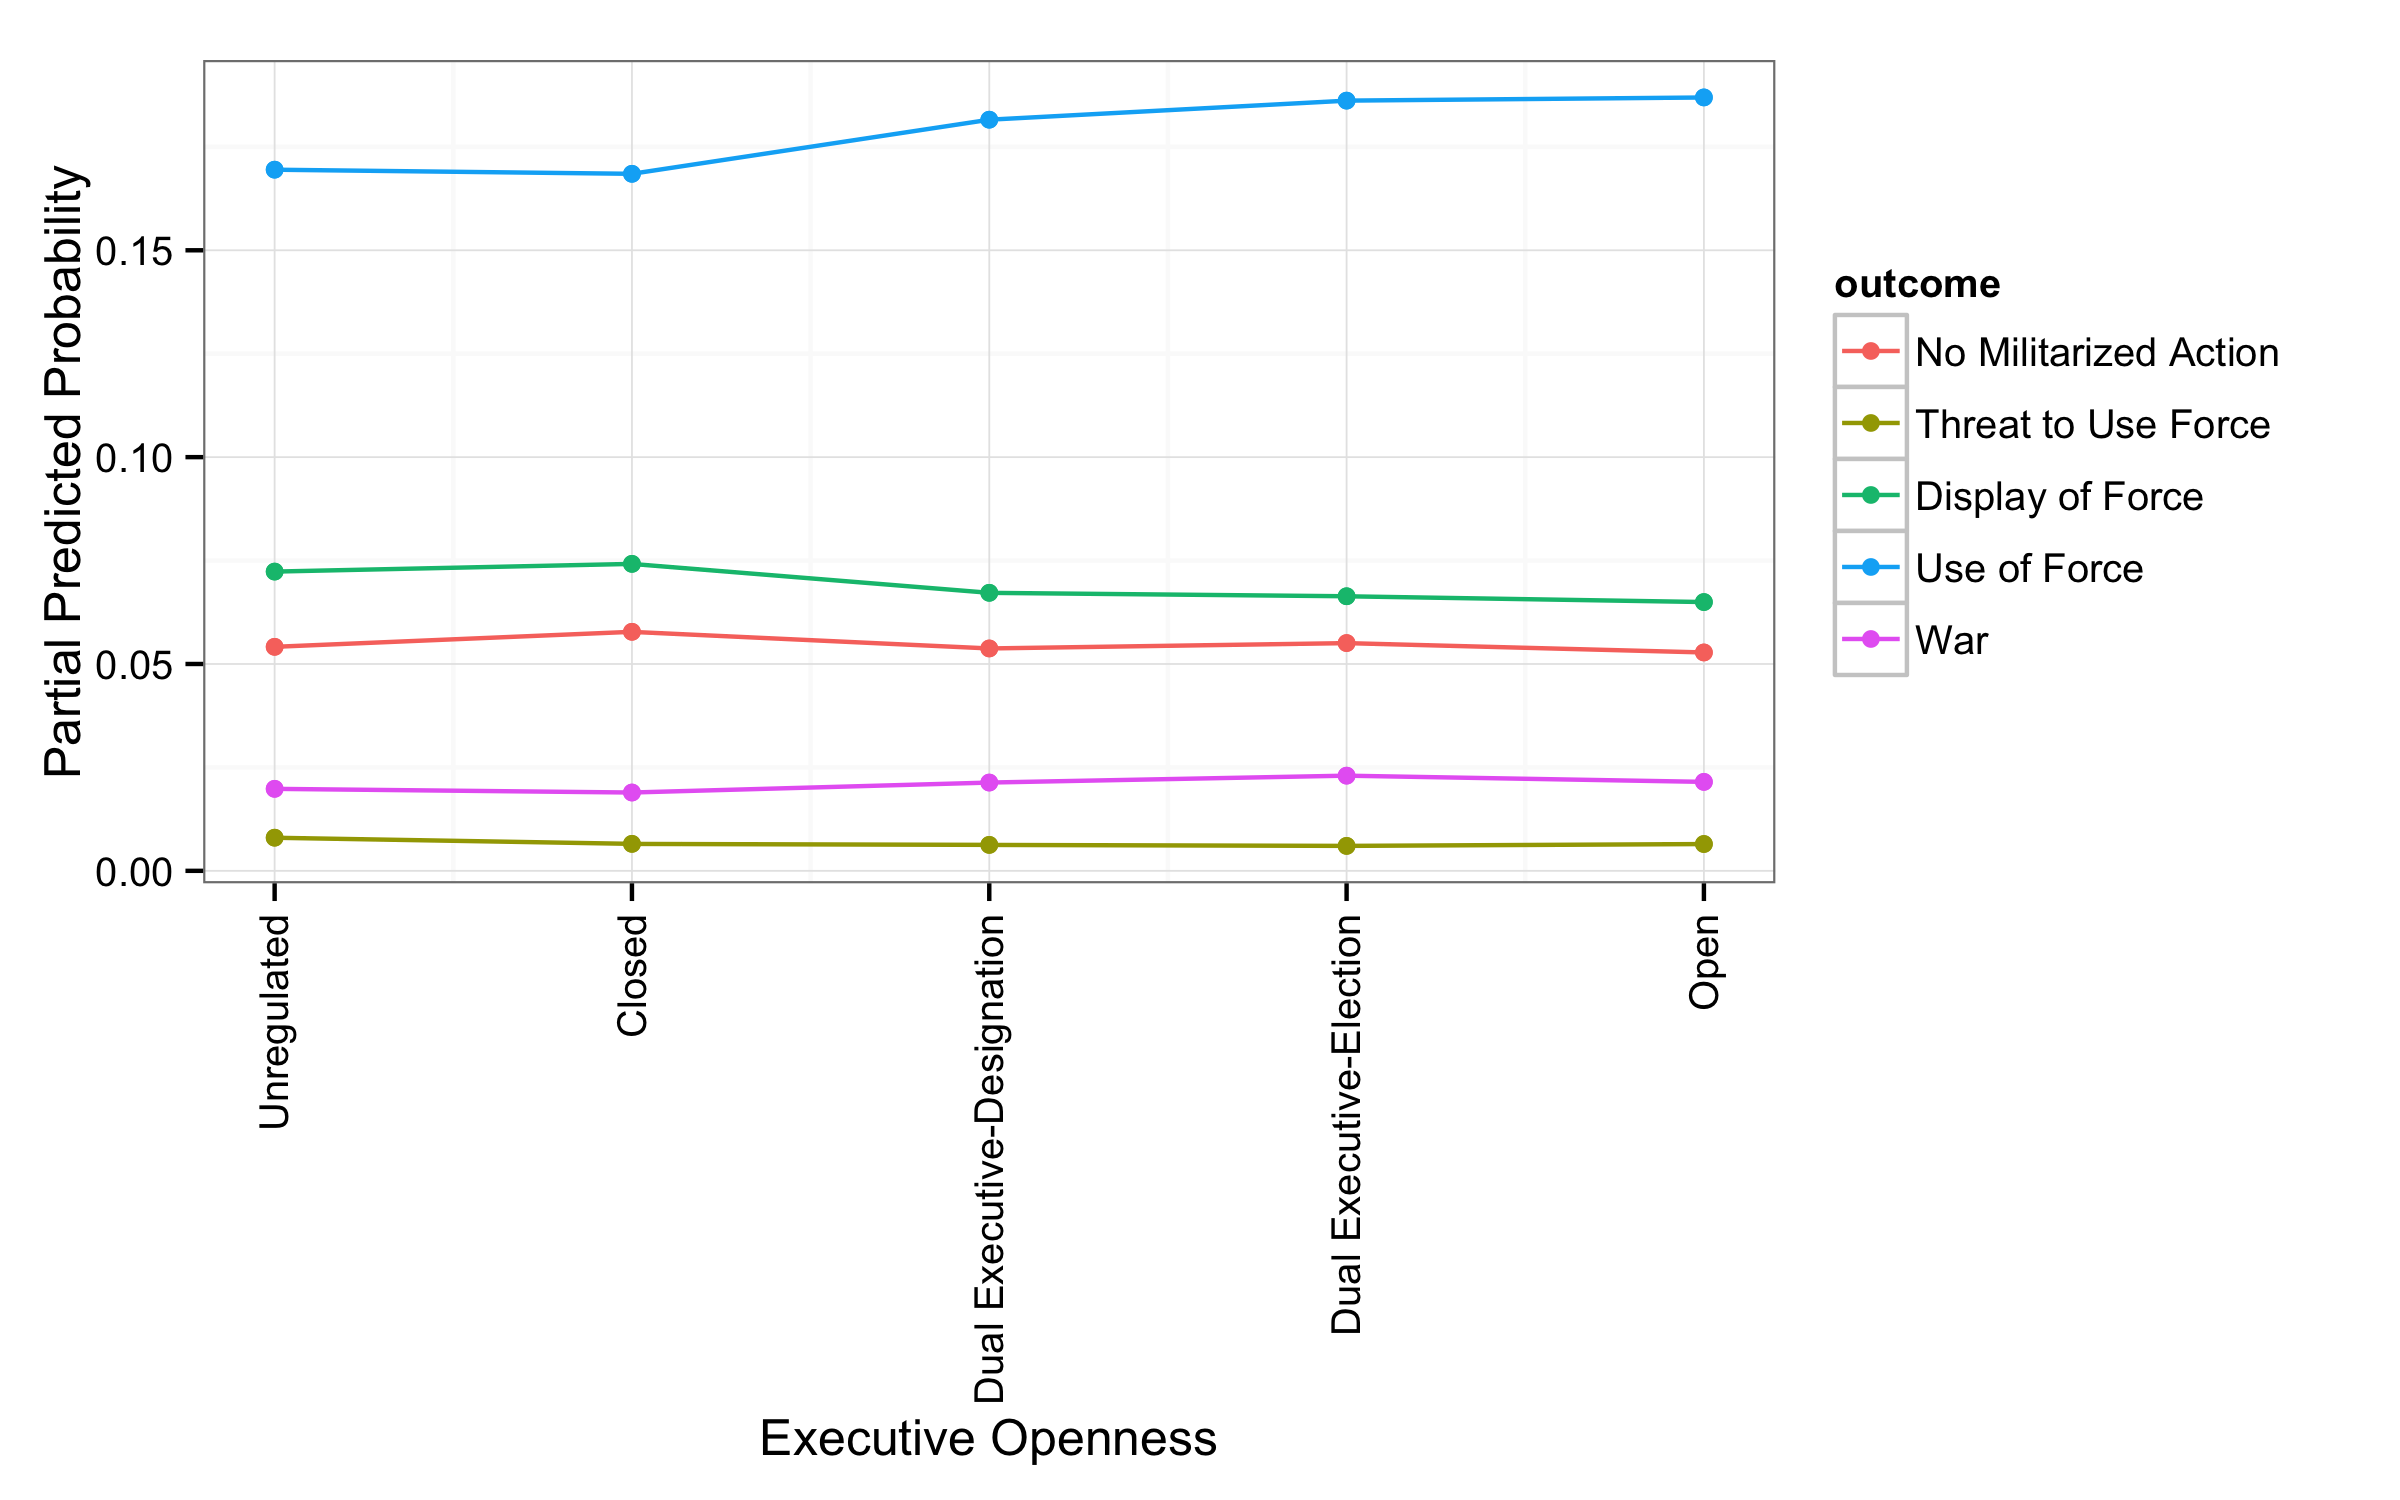 Partial Predicted Probability
0.15
0.10
0.05
0.00
Unregulated
Closed
Dual Executive-Designation
Dual Executive-Election
Open
Executive Openness
outcome
No Militarized Action
Threat to Use Force
Display of Force
Use of Force
War